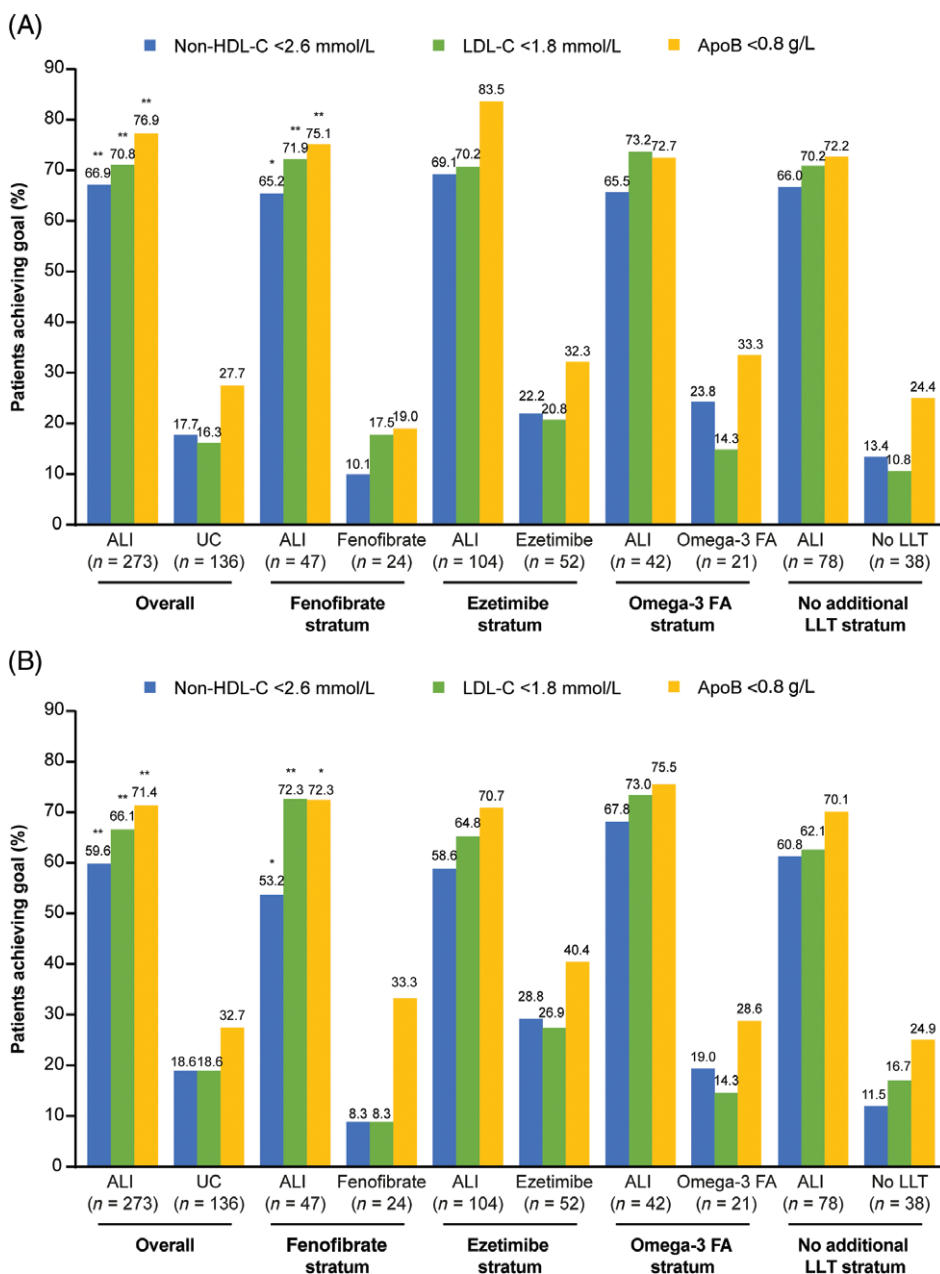 (A)
Non-HDL-C <2.6 mmol/L LDL-C <1.8 mmol/L ApoB <0.8 g/L
Patients achieving goal (%)
90
80
70
60
50
40
30
20
10
0
** ** **
66.9 70.8 76.9
17.7 16.3 27.7
* ** **
65.2 71.9 75.1
10.1 17.5 19.0
69.1 70.2 83.5
22.2 20.8 32.3
65.5 73.2 72.7
23.8 14.3 33.3
66.0 70.2 72.2
13.4 10.8 24.4
ALI UC ALI Fenofibrate ALI Ezetimibe ALI Omega-3 FA ALI No LLT
(n = 273) (n = 136) (n = 47) (n = 24) (n = 104) (n = 52) (n = 42) (n = 21) (n = 78) (n = 38)
Overall Fenofibrate Ezetimibe Omega-3 FA No additional
stratum stratum stratum LLT stratum
(B)
Non-HDL-C <2.6 mmol/L LDL-C <1.8 mmol/L ApoB <0.8 g/L
Patients achieving goal (%)
90
80
70
60
50
40
30
20
10
0
** ** **
59.6 66.1 71.4
18.6 18.6 32.7
* ** *
53.2 72.3 72.3
8.3 8.3 33.3
58.6 64.8 70.7
28.8 26.9 40.4
67.8 73.0 75.5
19.0 14.3 28.6
60.8 62.1 70.1
11.5 16.7 24.9
ALI UC ALI Fenofibrate ALI Ezetimibe ALI Omega-3 FA ALI No LLT
(n = 273) (n = 136) (n = 47) (n = 24) (n = 104) (n = 52) (n = 42) (n = 21) (n = 78) (n = 38)
Overall Fenofibrate Ezetimibe Omega-3 FA No additional
stratum stratum stratum LLT stratum